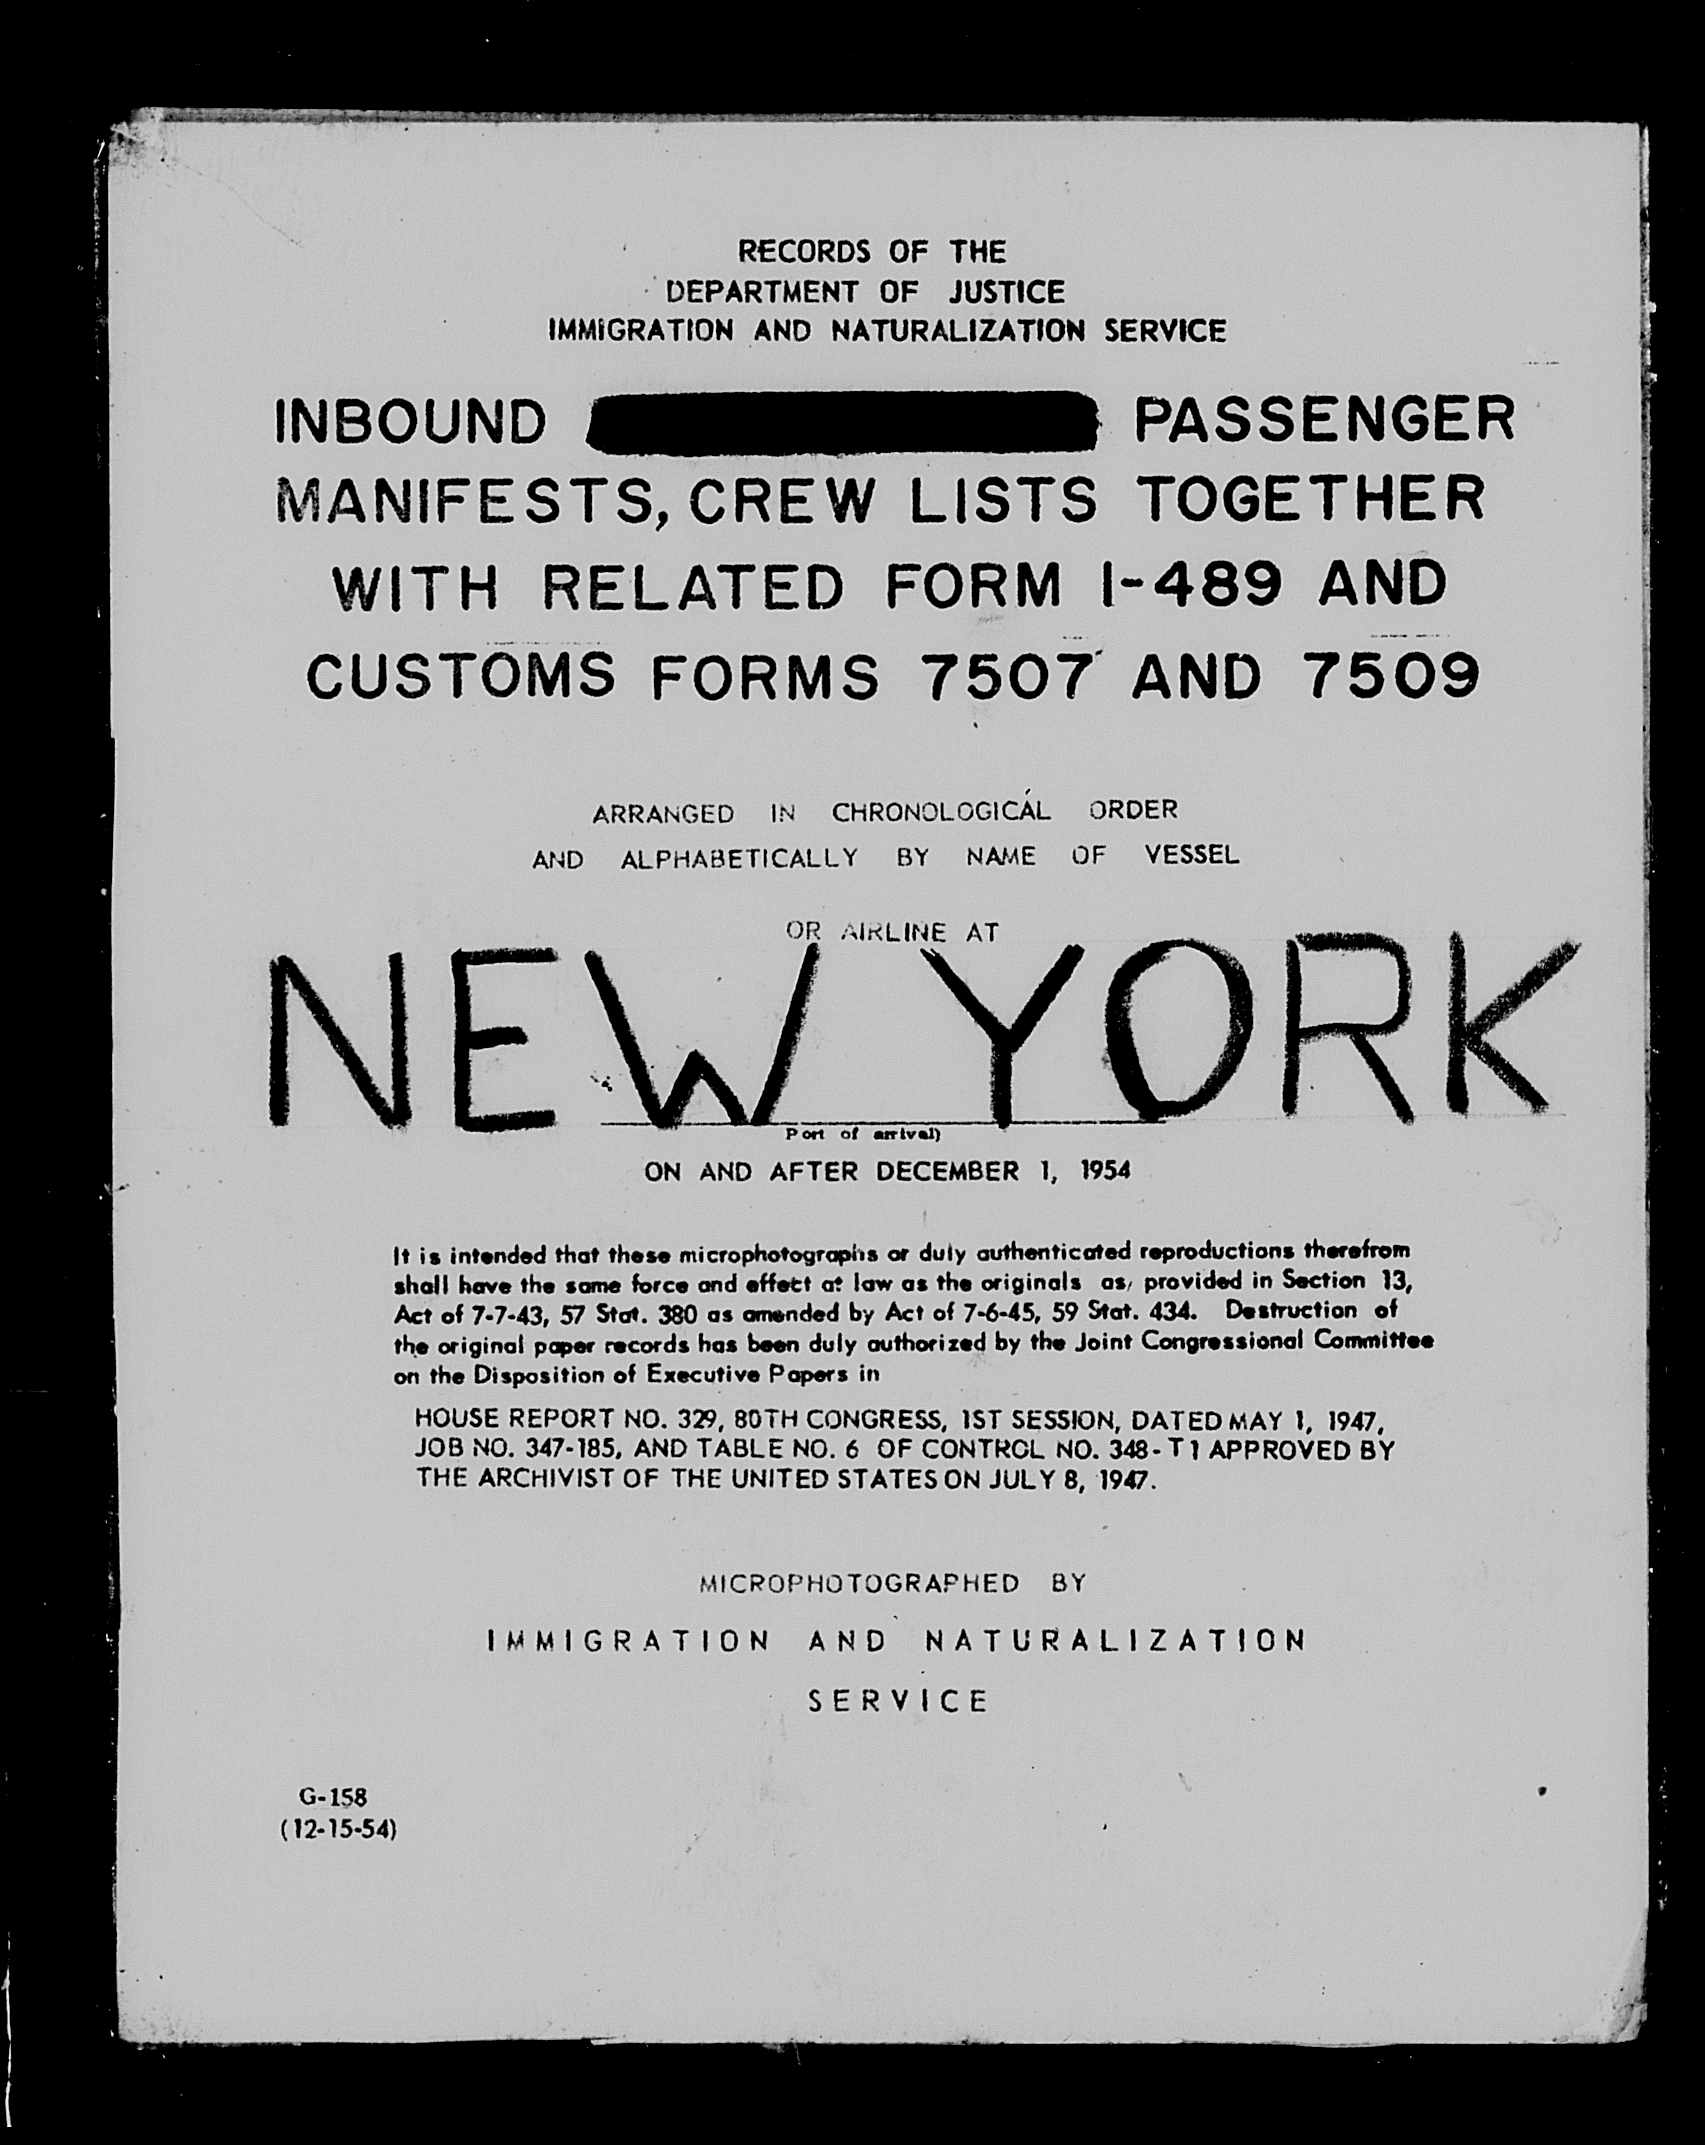 RECORDS OF THE
DEPARTMENT OF JUSTICE
IMMIGRATION AND NATURALIZATION SERVICE
INBOUND PASSENGER
MANIFESTS, CREW LISTS TOGETHER
WITH RELATED FORM I-489 AND
CUSTOMS FORMS 7507 AND 7509
ARRANGED IN CHRONOLOGICAL ORDER
AND ALPHABETICALLY BY NAME OF VESSEL
OR AIRLINE AT
NEW YORK
Port of arrival)
ON AND AFTER DECEMBER 1, 1954
It is intended that these microphotographs or duly authenticated reproductions therefrom
shall have the same force and effect at law as the originals as, provided in Section 13,
Act of 7-7-43, 57 Stat. 380 as amended by Act of 7-6-45, 59 Stat. 434. Destruction of
the original paper records has been duly authorized by the Joint Congressional Committee
on the Disposition of Executive Papers in
HOUSE REPORT NO. 329, 80TH CONGRESS, 1ST SESSION, DATED MAY 1, 1947,
JOB NO. 347-185, AND TABLE NO. 6 OF CONTROL NO. 348-T1 APPROVED BY
THE ARCHIVIST OF THE UNITED STATES ON JULY 8, 1947.
MICROPHOTOGRAPHED BY
IMMIGRATION AND NATURALIZATION
SERVICE
G-158
(12-15-54)